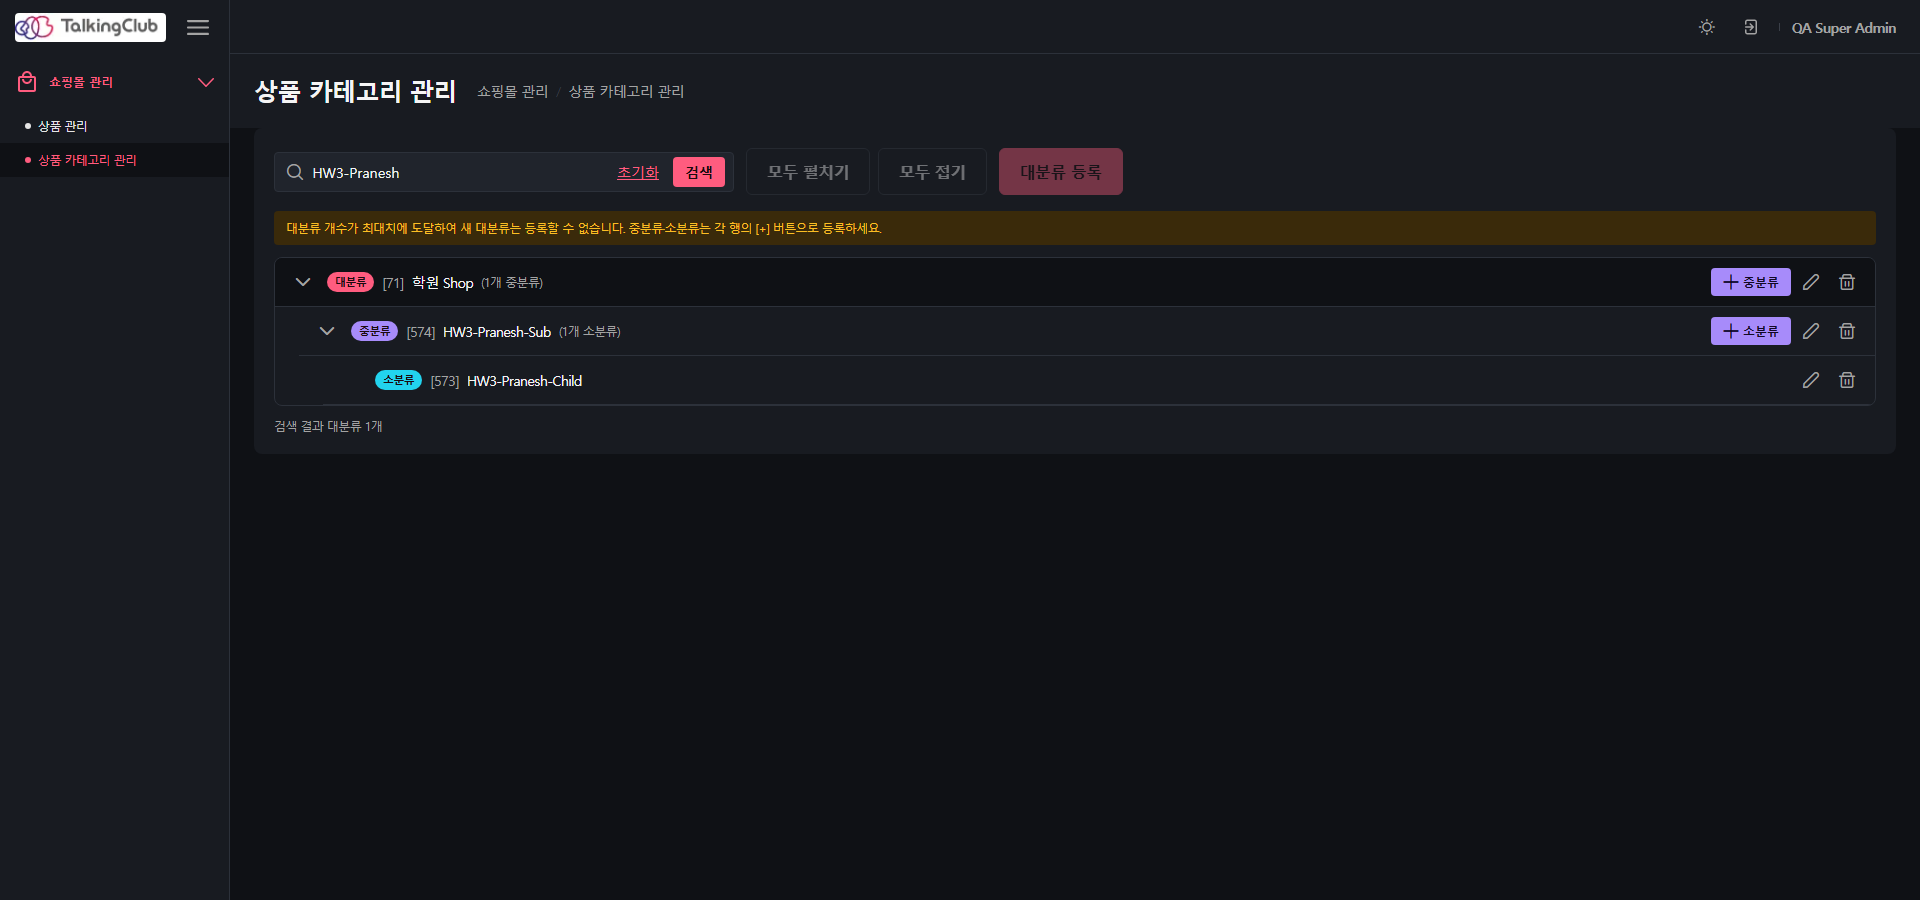 TalkingClub
QA Super Admin
쇼핑몰 관리
상품 관리
상품 카테고리 관리
상품 카테고리 관리 쇼핑몰 관리 / 상품 카테고리 관리
HW3-Pranesh 초기화 검색 모두 펼치기 모두 접기 대분류 등록
대분류 개수가 최대치에 도달하여 새 대분류는 등록할 수 없습니다. 중분류·소분류는 각 행의 [+] 버튼으로 등록하세요.
대분류 [71] 학원 Shop (1개 중분류) + 중분류
중분류 [574] HW3-Pranesh-Sub (1개 소분류) + 소분류
소분류 [573] HW3-Pranesh-Child
검색 결과 대분류 1개